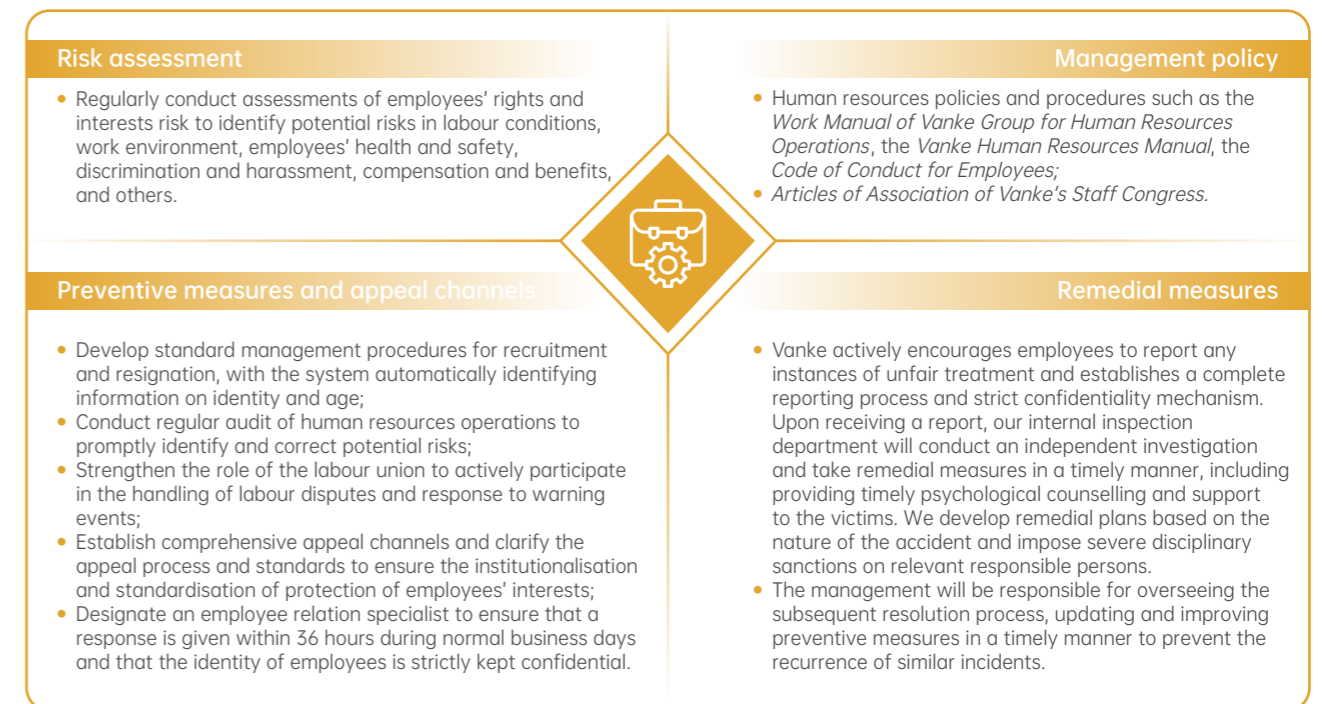 Risk assessment
• Regularly conduct assessments of employees’ rights and
interests risk to identify potential risks in labour conditions,
work environment, employees’ health and safety,
discrimination and harassment, compensation and benefits,
and others.
Management policy
• Human resources policies and procedures such as the
Work Manual of Vanke Group for Human Resources
Operations, the Vanke Human Resources Manual, the
Code of Conduct for Employees;
• Articles of Association of Vanke’s Staff Congress.
Preventive measures and appeal channels
• Develop standard management procedures for recruitment
and resignation, with the system automatically identifying
information on identity and age;
• Conduct regular audit of human resources operations to
promptly identify and correct potential risks;
• Strengthen the role of the labour union to actively participate
in the handling of labour disputes and response to warning
events;
• Establish comprehensive appeal channels and clarify the
appeal process and standards to ensure the institutionalisation
and standardisation of protection of employees’ interests;
• Designate an employee relation specialist to ensure that a
response is given within 36 hours during normal business days
and that the identity of employees is strictly kept confidential.
Remedial measures
• Vanke actively encourages employees to report any
instances of unfair treatment and establishes a complete
reporting process and strict confidentiality mechanism.
Upon receiving a report, our internal inspection
department will conduct an independent investigation
and take remedial measures in a timely manner, including
providing timely psychological counselling and support
to the victims. We develop remedial plans based on the
nature of the accident and impose severe disciplinary
sanctions on relevant responsible persons.
• The management will be responsible for overseeing the
subsequent resolution process, updating and improving
preventive measures in a timely manner to prevent the
recurrence of similar incidents.